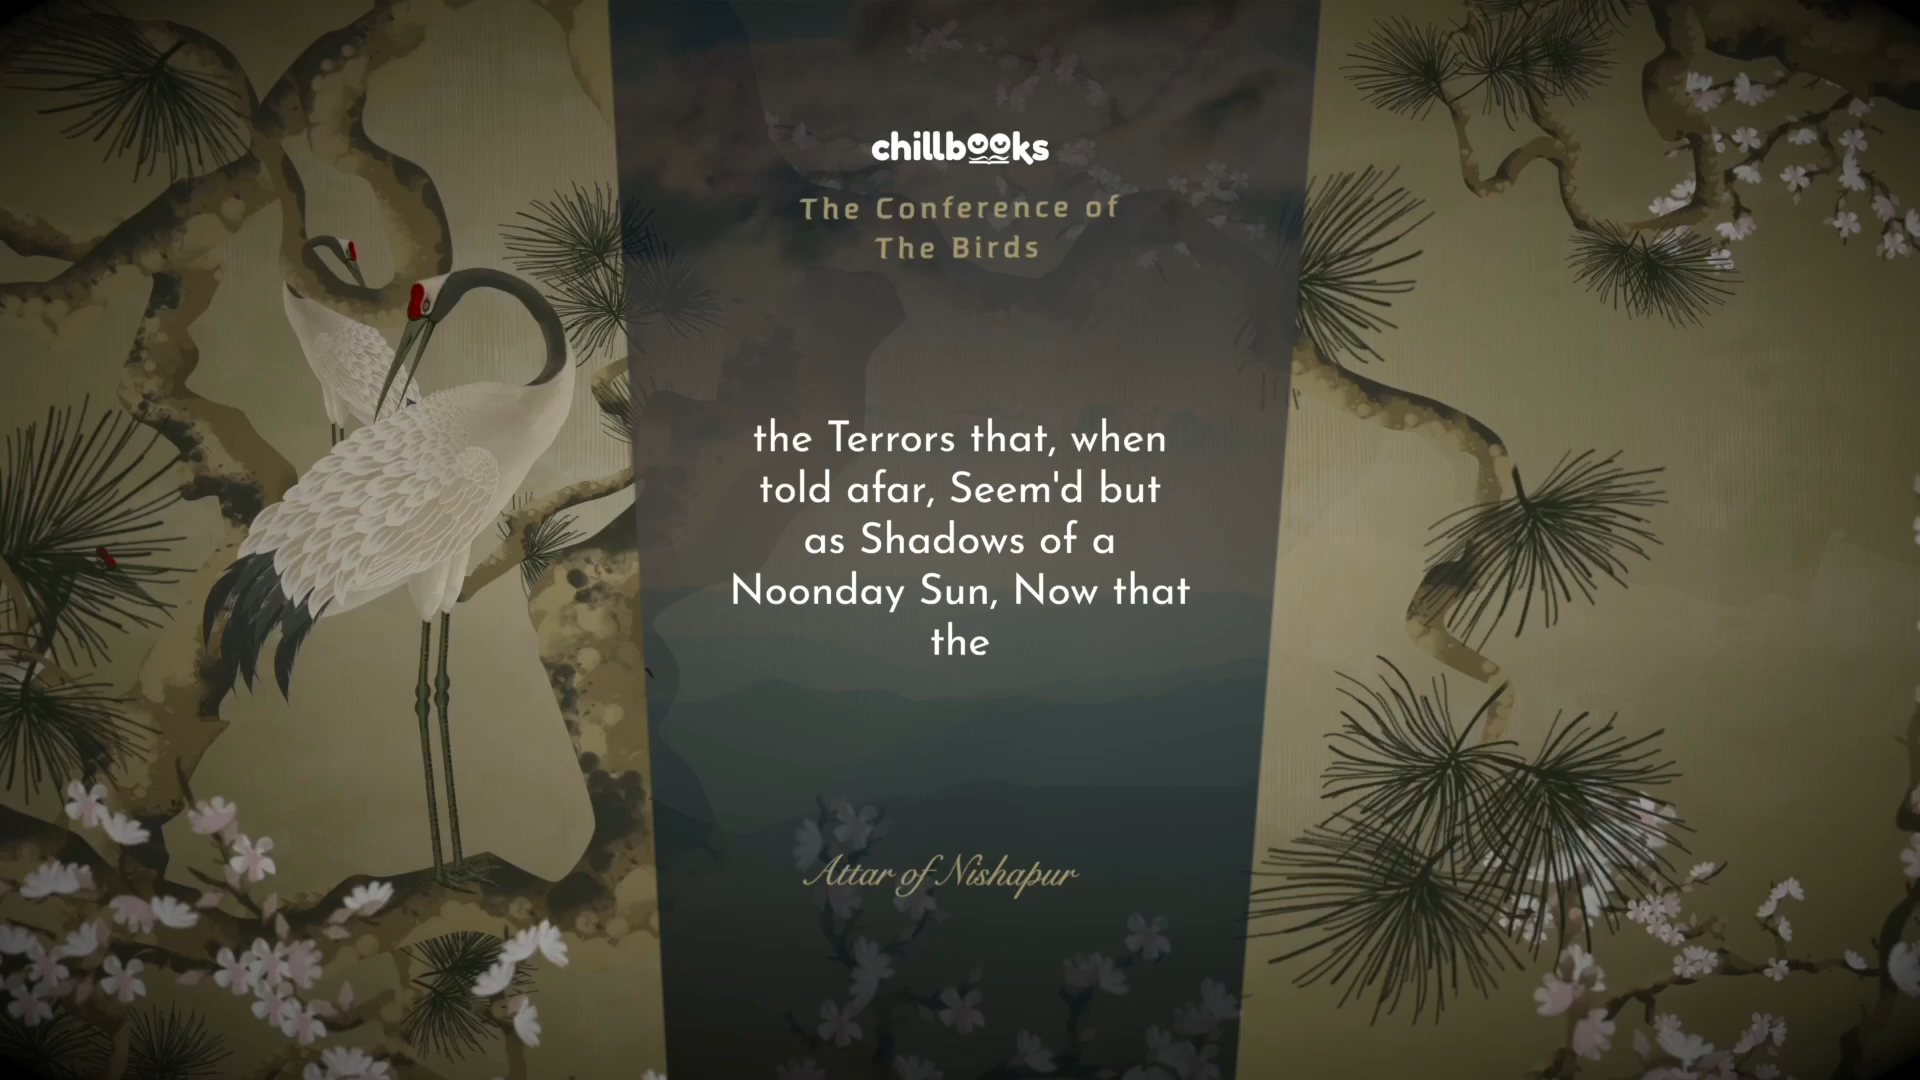 chillbooks
The Conference of
The Birds
the Terrors that, when
told afar, Seem'd but
as Shadows of a
Noonday Sun, Now that
the
Attar of Nishapur